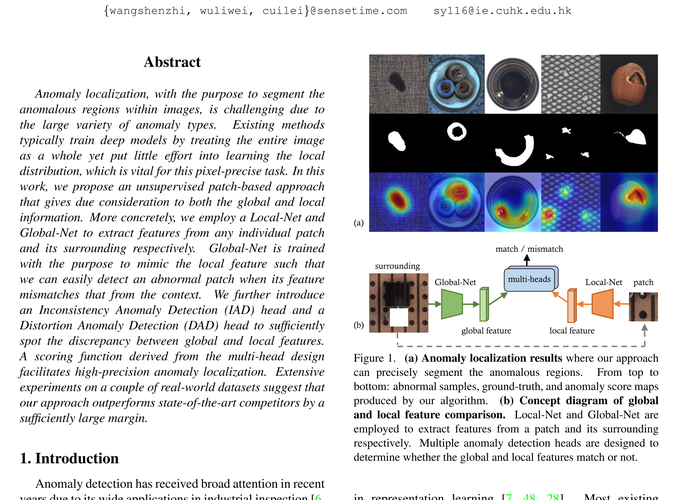 {wangshenzhi, wuliwei, cuilei}@sensetime.com sy116@ie.cuhk.edu.hk
Abstract
Anomaly localization, with the purpose to segment the
anomalous regions within images, is challenging due to
the large variety of anomaly types. Existing methods
typically train deep models by treating the entire image
as a whole yet put little effort into learning the local
distribution, which is vital for this pixel-precise task. In this
work, we propose an unsupervised patch-based approach
that gives due consideration to both the global and local
information. More concretely, we employ a Local-Net and
Global-Net to extract features from any individual patch
and its surrounding respectively. Global-Net is trained
with the purpose to mimic the local feature such that
we can easily detect an abnormal patch when its feature
mismatches that from the context. We further introduce
an Inconsistency Anomaly Detection (IAD) head and a
Distortion Anomaly Detection (DAD) head to sufficiently
spot the discrepancy between global and local features.
A scoring function derived from the multi-head design
facilitates high-precision anomaly localization. Extensive
experiments on a couple of real-world datasets suggest that
our approach outperforms state-of-the-art competitors by a
sufficiently large margin.
1. Introduction
Anomaly detection has received broad attention in recent
years due to its wide applications in industrial inspection [6,
(a)
match / mismatch
surrounding
Global-Net
multi-heads
Local-Net
patch
(b)
global feature
local feature
Figure 1. (a) Anomaly localization results where our approach
can precisely segment the anomalous regions. From top to
bottom: abnormal samples, ground-truth, and anomaly score maps
produced by our algorithm. (b) Concept diagram of global
and local feature comparison. Local-Net and Global-Net are
employed to extract features from a patch and its surrounding
respectively. Multiple anomaly detection heads are designed to
determine whether the global and local features match or not.
in representation learning [7, 48, 28]. Most existing